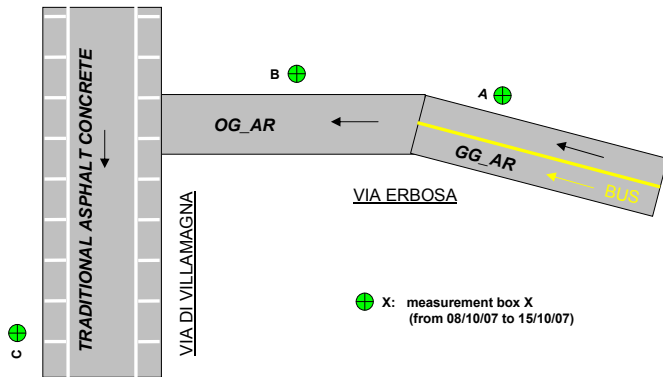 TRADITIONAL ASPHALT CONCRETE
B
A
OG_AR
GG_AR
BUS
VIA ERBOSA
VIA DI VILLAMAGNA
C
X: measurement box X
(from 08/10/07 to 15/10/07)